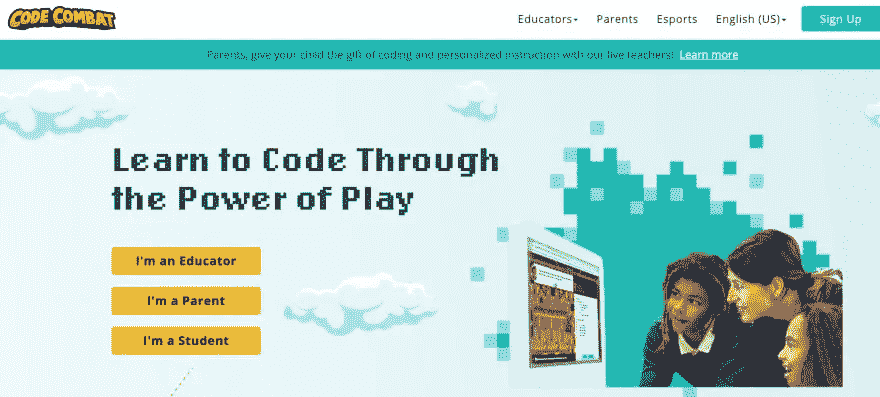 CODE COMBAT
Educators Parents Esports English (US) Sign Up
Parents, give your child the gift of coding and personalized instruction with our live teachers! Learn more
Learn to Code Through
the Power of Play
I'm an Educator
I'm a Parent
I'm a Student